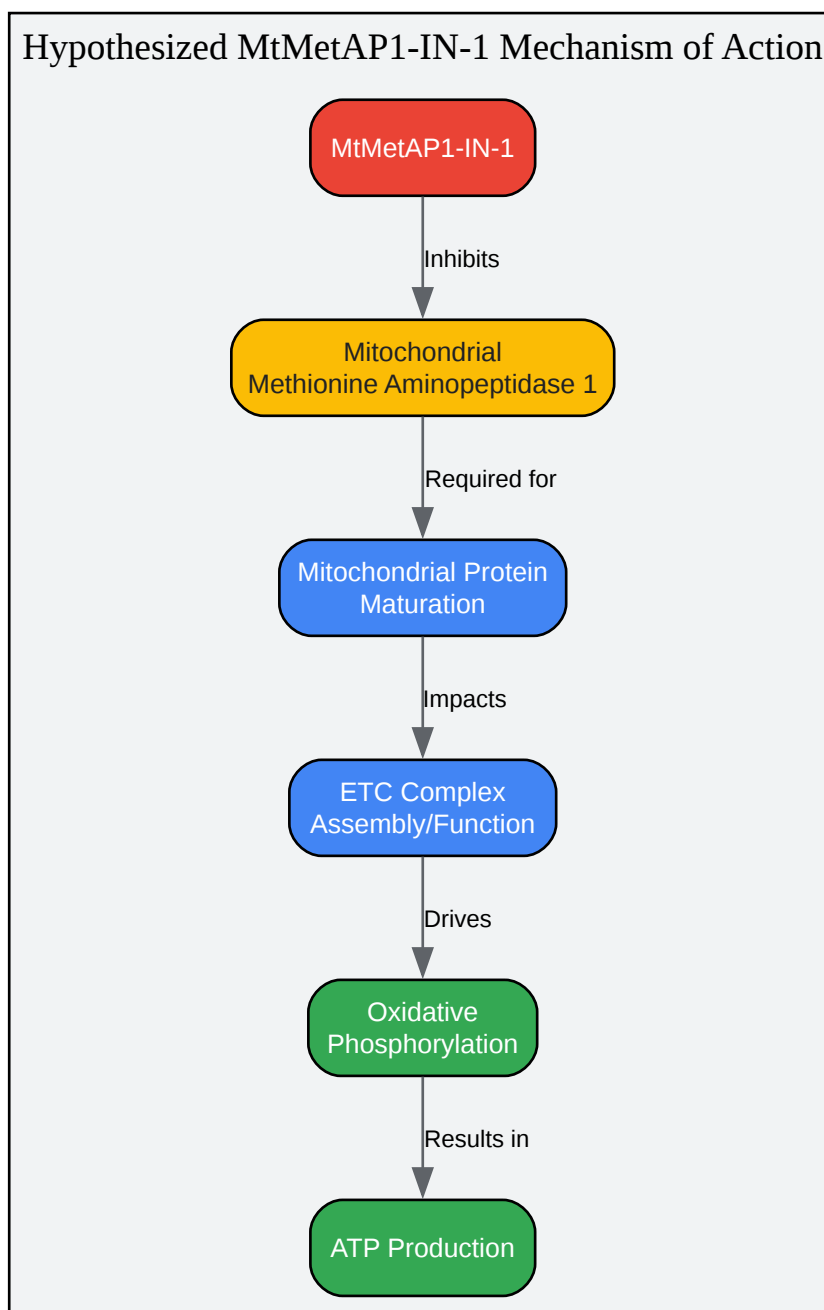 Hypothesized MtMetAP1-IN-1 Mechanism of Action
MtMetAP1-IN-1
Inhibits
Mitochondrial
Methionine Aminopeptidase 1
Required for
Mitochondrial Protein
Maturation
Impacts
ETC Complex
Assembly/Function
Drives
Oxidative
Phosphorylation
Results in
ATP Production